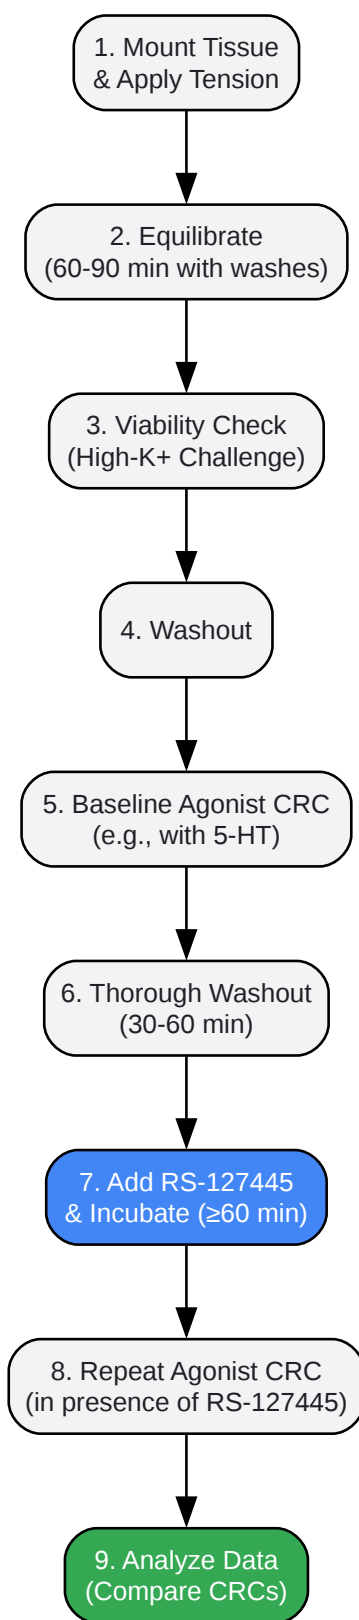 1. Mount Tissue
& Apply Tension
2. Equilibrate
(60-90 min with washes)
3. Viability Check
(High-K+ Challenge)
4. Washout
5. Baseline Agonist CRC
(e.g., with 5-HT)
6. Thorough Washout
(30-60 min)
7. Add RS-127445
& Incubate (≥60 min)
8. Repeat Agonist CRC
(in presence of RS-127445)
9. Analyze Data
(Compare CRCs)